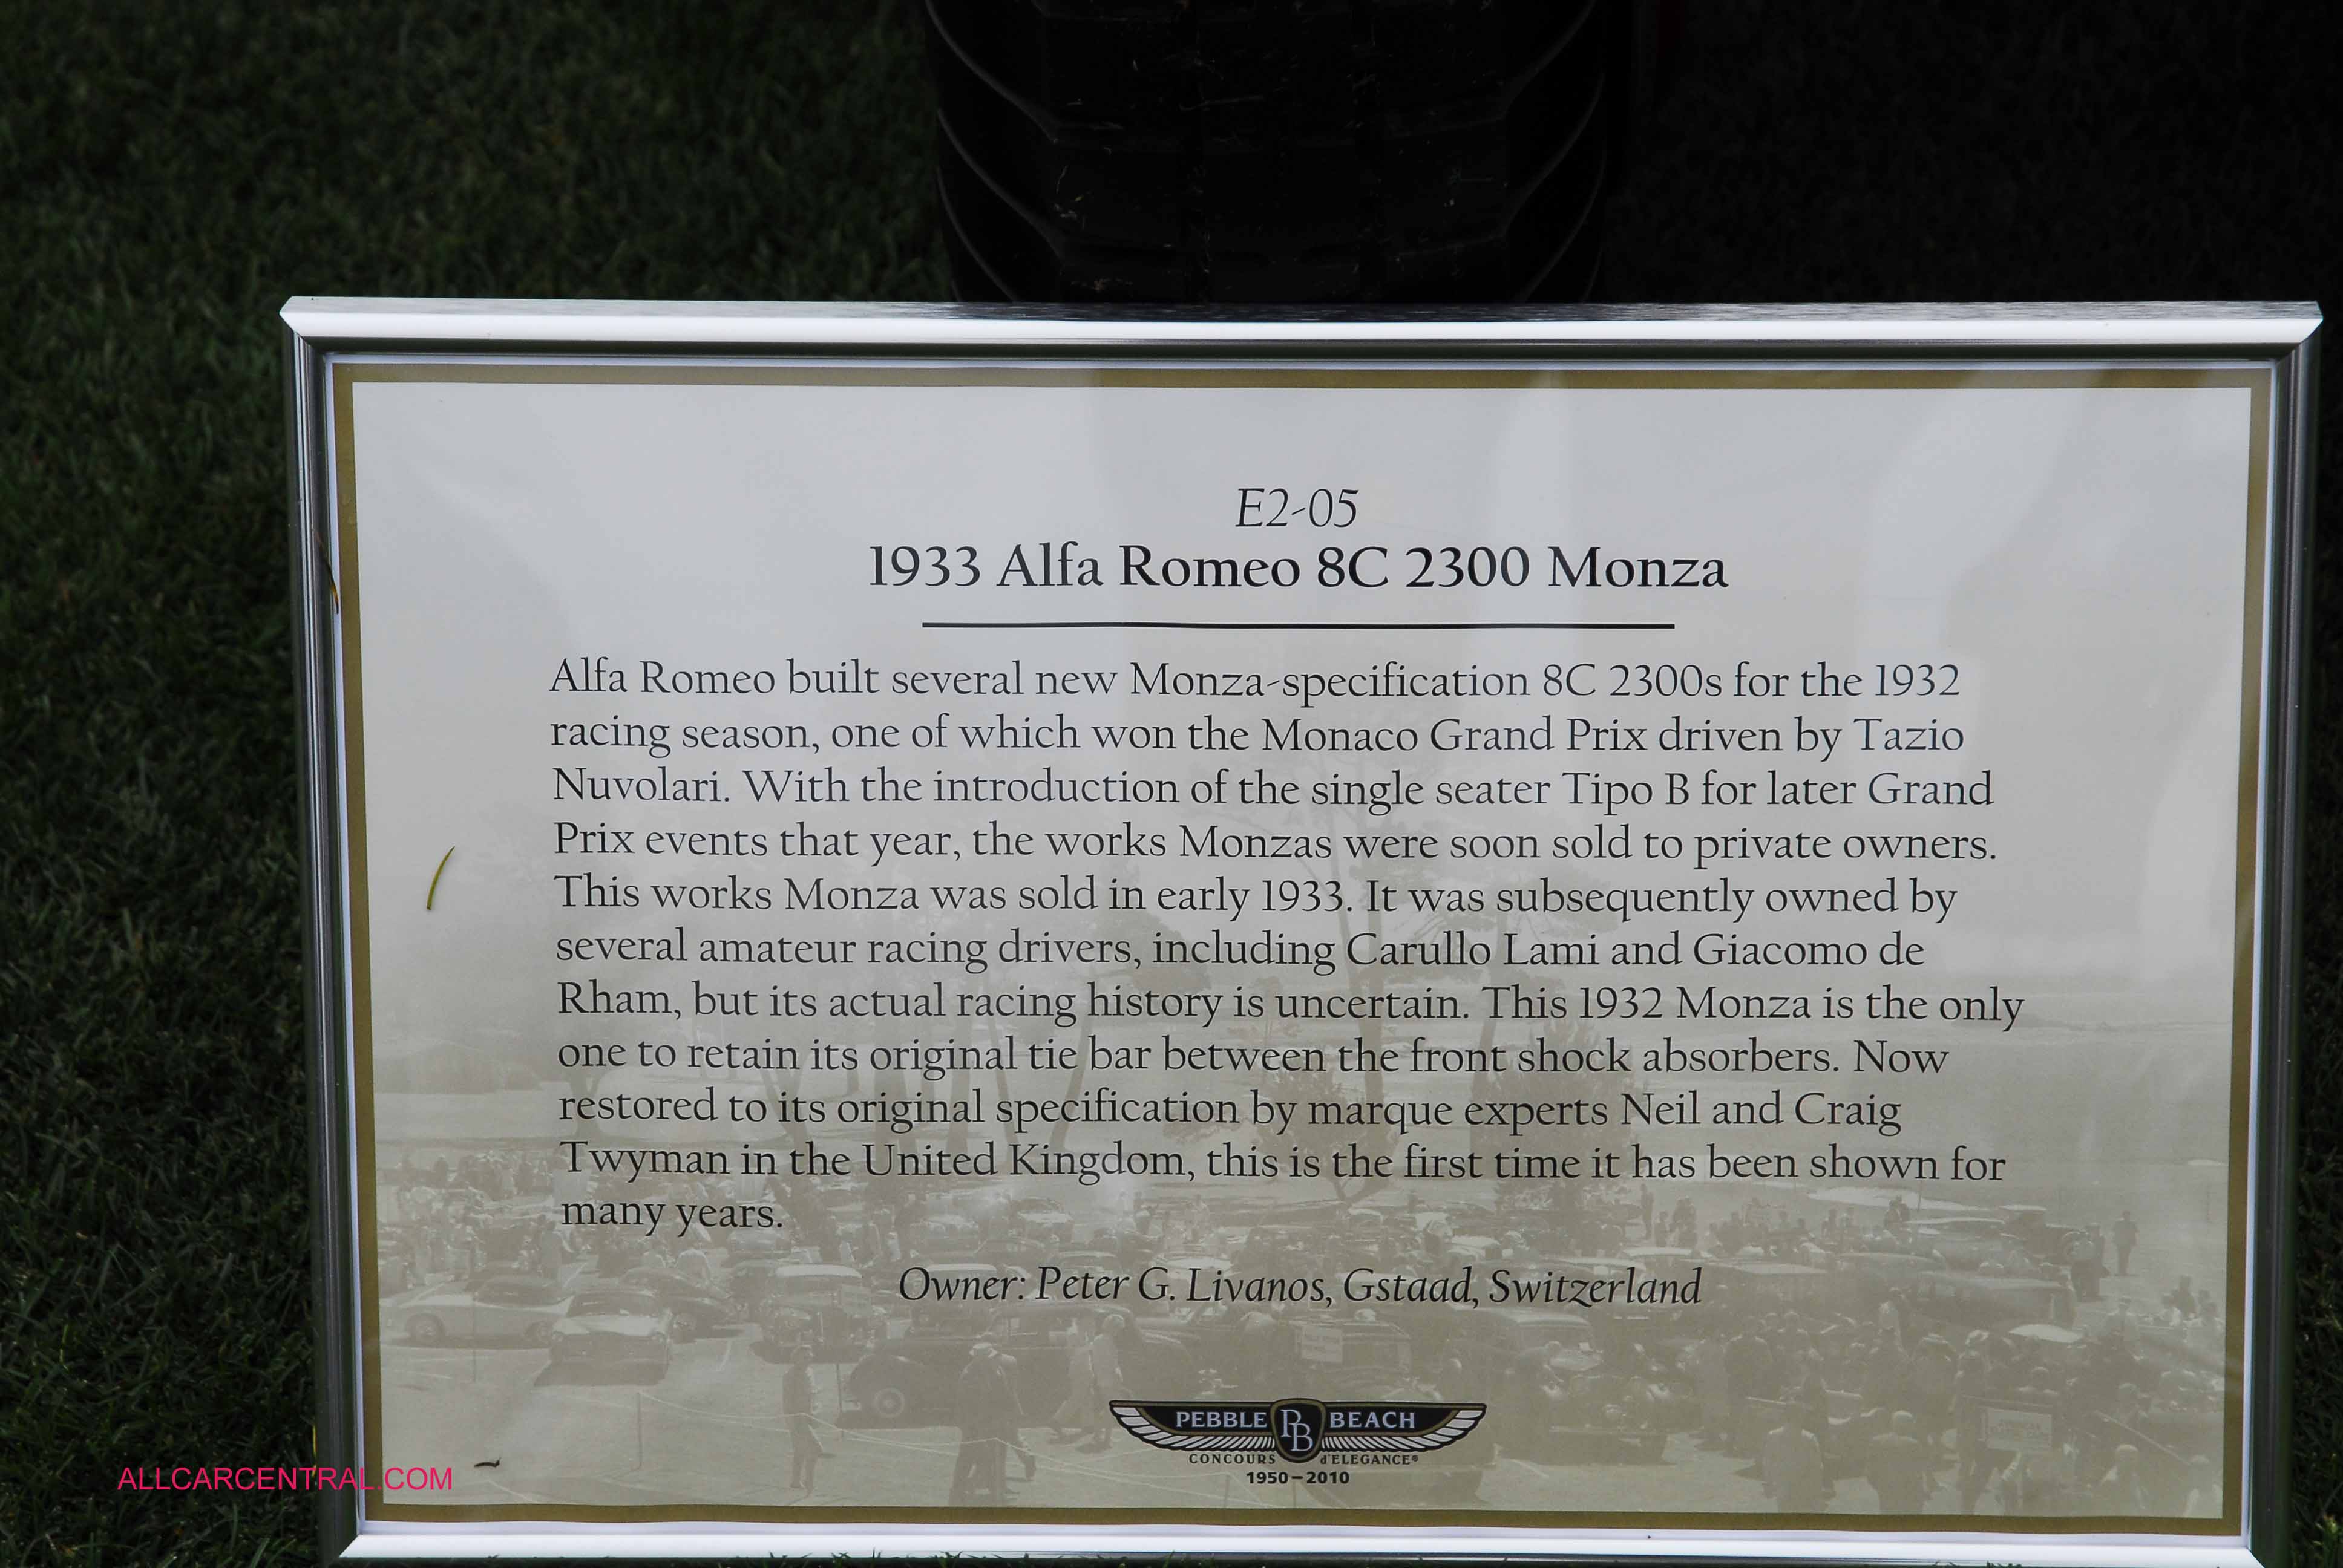 E2-05
1933 Alfa Romeo 8C 2300 Monza
Alfa Romeo built several new Monza-specification 8C 2300s for the 1932
racing season, one of which won the Monaco Grand Prix driven by Tazio
Nuvolari. With the introduction of the single seater Tipo B for later Grand
Prix events that year, the works Monzas were soon sold to private owners.
This works Monza was sold in early 1933. It was subsequently owned by
several amateur racing drivers, including Carullo Lami and Giacomo de
Rham, but its actual racing history is uncertain. This 1932 Monza is the only
one to retain its original tie bar between the front shock absorbers. Now
restored to its original specification by marque experts Neil and Craig
Twyman in the United Kingdom, this is the first time it has been shown for
many years.
Owner: Peter G. Livanos, Gstaad, Switzerland
PEBBLE PB BEACH
CONCOURS d'ELEGANCE®
1950–2010
ALLCARCENTRAL.COM